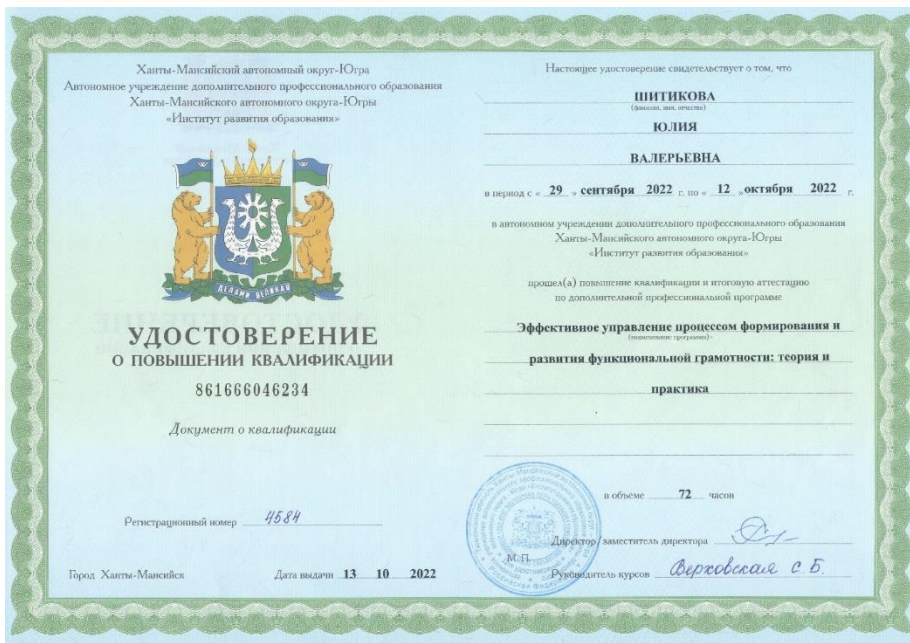 Ханты-Мансийский автономный округ-Югра
Автономное учреждение дополнительного профессионального образования
Ханты-Мансийского автономного округа-Югры
«Институт развития образования»
ДЕЛАМИ ВЕЛИКАЯ
УДОСТОВЕРЕНИЕ
О ПОВЫШЕНИИ КВАЛИФИКАЦИИ
861666046234
Документ о квалификации
Регистрационный номер 4584
Город Ханты-Мансийск Дата выдачи 13 10 2022
Настоящее удостоверение свидетельствует о том, что
ШИТИКОВА
(фамилия, имя, отчество)
ЮЛИЯ
ВАЛЕРЬЕВНА
в период с « 29 » сентября 2022 г. по « 12 » октября 2022 г.
в автономном учреждении дополнительного профессионального образования
Ханты-Мансийского автономного округа-Югры
«Институт развития образования»
прошел(а) повышение квалификации и итоговую аттестацию
по дополнительной профессиональной программе
Эффективное управление процессом формирования и
(наименование программы)
развития функциональной грамотности: теория и
практика
в объеме 72 часов
Директор/заместитель директора
М. П.
Руководитель курсов Верховская С. Б.